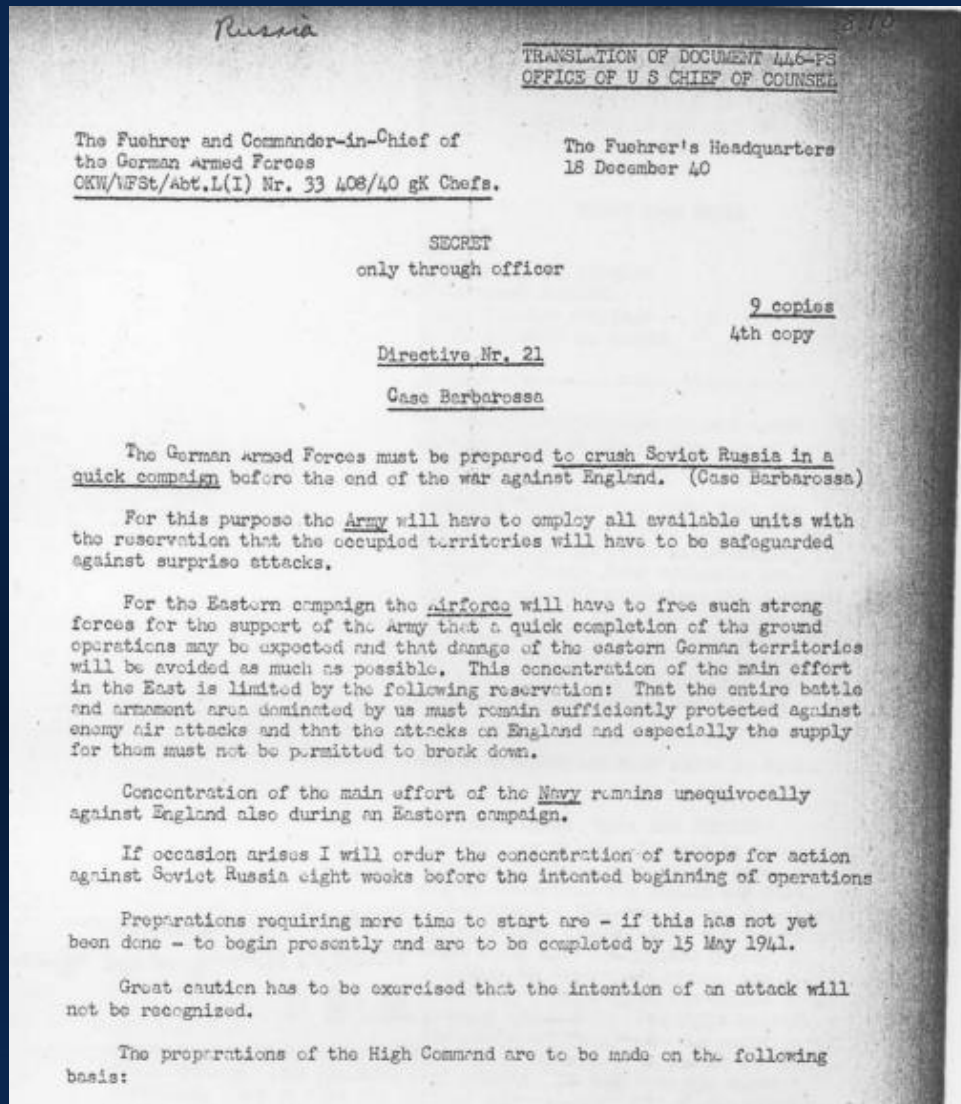 Russia
TRANSLATION OF DOCUMENT 446-PS
OFFICE OF U S CHIEF OF COUNSEL
The Fuehrer and Commander-in-Chief of
the German Armed Forces
OKW/WFSt/Abt.L(I) Nr. 33 408/40 gK Chefs.
The Fuehrer's Headquarters
18 December 40
SECRET
only through officer
9 copies
4th copy
Directive Nr. 21
Case Barbarossa
The German Armed Forces must be prepared to crush Soviet Russia in a
quick compaign before the end of the war against England. (Case Barbarossa)
For this purpose the Army will have to employ all available units with
the reservation that the occupied territories will have to be safeguarded
against surprise attacks.
For the Eastern campaign the Airforce will have to free such strong
forces for the support of the Army that a quick completion of the ground
operations may be expected and that damage of the eastern German territories
will be avoided as much as possible. This concentration of the main effort
in the East is limited by the following reservation: That the entire battle
and armament area dominated by us must remain sufficiently protected against
enemy air attacks and that the attacks on England and especially the supply
for them must not be permitted to break down.
Concentration of the main effort of the Navy remains unequivocally
against England also during an Eastern campaign.
If occasion arises I will order the concentration of troops for action
against Soviet Russia eight weeks before the intented beginning of operations
Preparations requiring more time to start are - if this has not yet
been done - to begin presently and are to be completed by 15 May 1941.
Great caution has to be exercised that the intention of an attack will
not be recognized.
The preparations of the High Command are to be made on the following
basis: